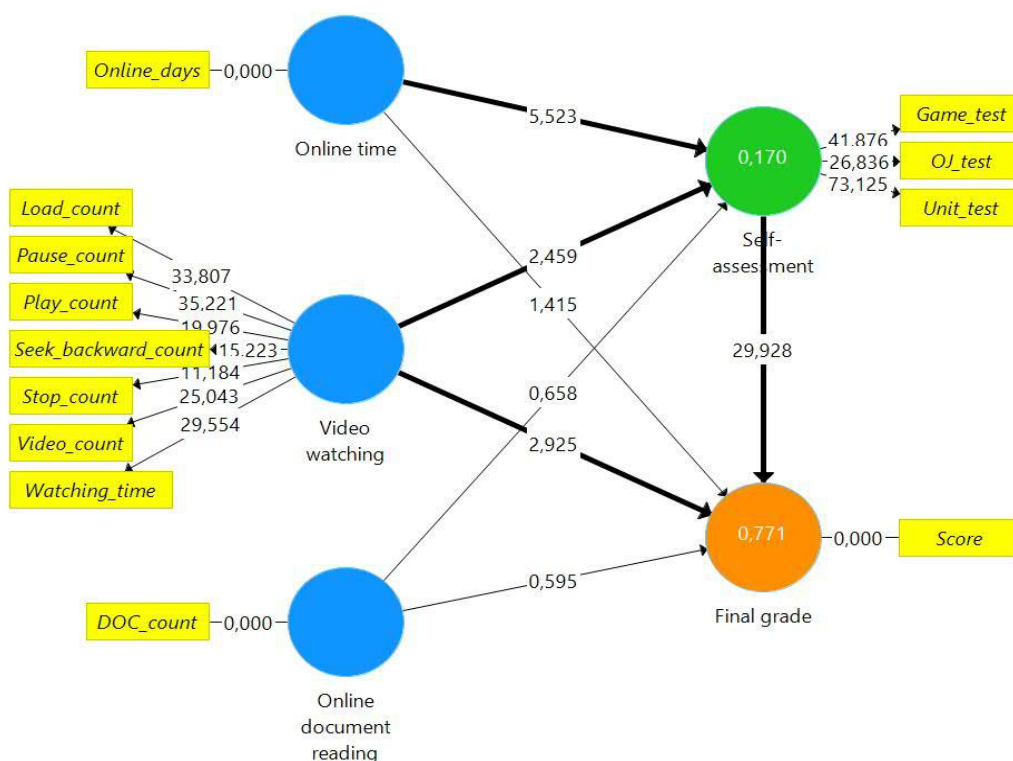 Online_days
0,000
Online time
5,523
0,170
Self-
assessment
41,876
26,836
73,125
Game_test
OJ_test
Unit_test
Load_count
Pause_count
Play_count
Seek_backward_count
Stop_count
Video_count
Watching_time
33,807
35,221
19,976
15,223
11,184
25,043
29,554
Video
watching
2,459
1,415
0,658
2,925
29,928
0,771
Final grade
0,000
Score
DOC_count
0,000
Online
document
reading
0,595